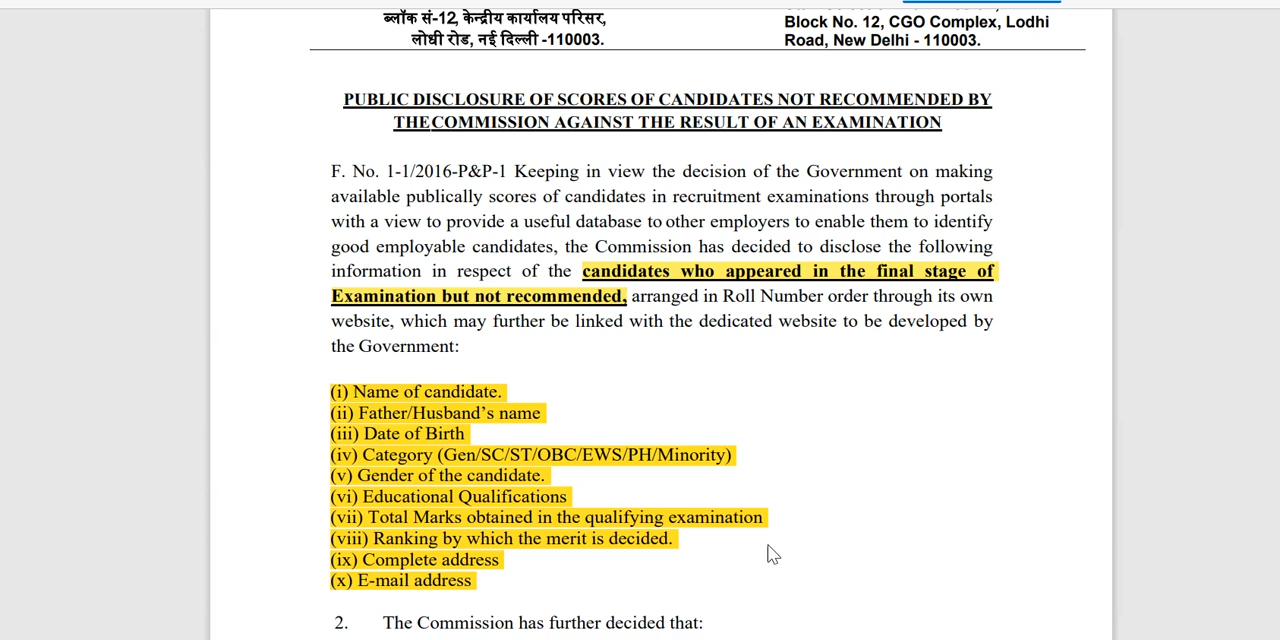 ब्लॉक सं-12, केन्द्रीय कार्यालय परिसर,
लोधी रोड, नई दिल्ली -110003.
Block No. 12, CGO Complex, Lodhi
Road, New Delhi - 110003.
PUBLIC DISCLOSURE OF SCORES OF CANDIDATES NOT RECOMMENDED BY
THE COMMISSION AGAINST THE RESULT OF AN EXAMINATION
F. No. 1-1/2016-P&P-1 Keeping in view the decision of the Government on making
available publically scores of candidates in recruitment examinations through portals
with a view to provide a useful database to other employers to enable them to identify
good employable candidates, the Commission has decided to disclose the following
information in respect of the candidates who appeared in the final stage of
Examination but not recommended, arranged in Roll Number order through its own
website, which may further be linked with the dedicated website to be developed by
the Government:
(i) Name of candidate.
(ii) Father/Husband’s name
(iii) Date of Birth
(iv) Category (Gen/SC/ST/OBC/EWS/PH/Minority)
(v) Gender of the candidate.
(vi) Educational Qualifications
(vii) Total Marks obtained in the qualifying examination
(viii) Ranking by which the merit is decided.
(ix) Complete address
(x) E-mail address
2. The Commission has further decided that: